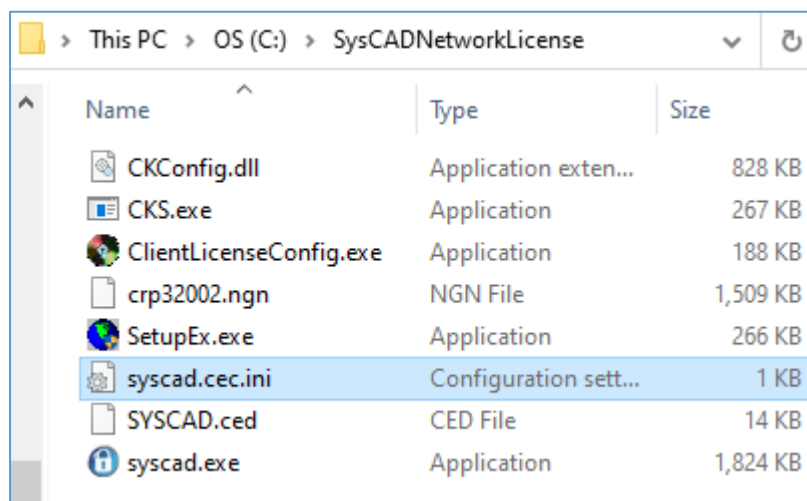 This PC > OS (C:) > SysCADNetworkLicense
Name Type Size
CKConfig.dll Application exten... 828 KB
CKS.exe Application 267 KB
ClientLicenseConfig.exe Application 188 KB
crp32002.ngn NGN File 1,509 KB
SetupEx.exe Application 266 KB
syscad.cec.ini Configuration sett... 1 KB
SYSCAD.ced CED File 14 KB
syscad.exe Application 1,824 KB